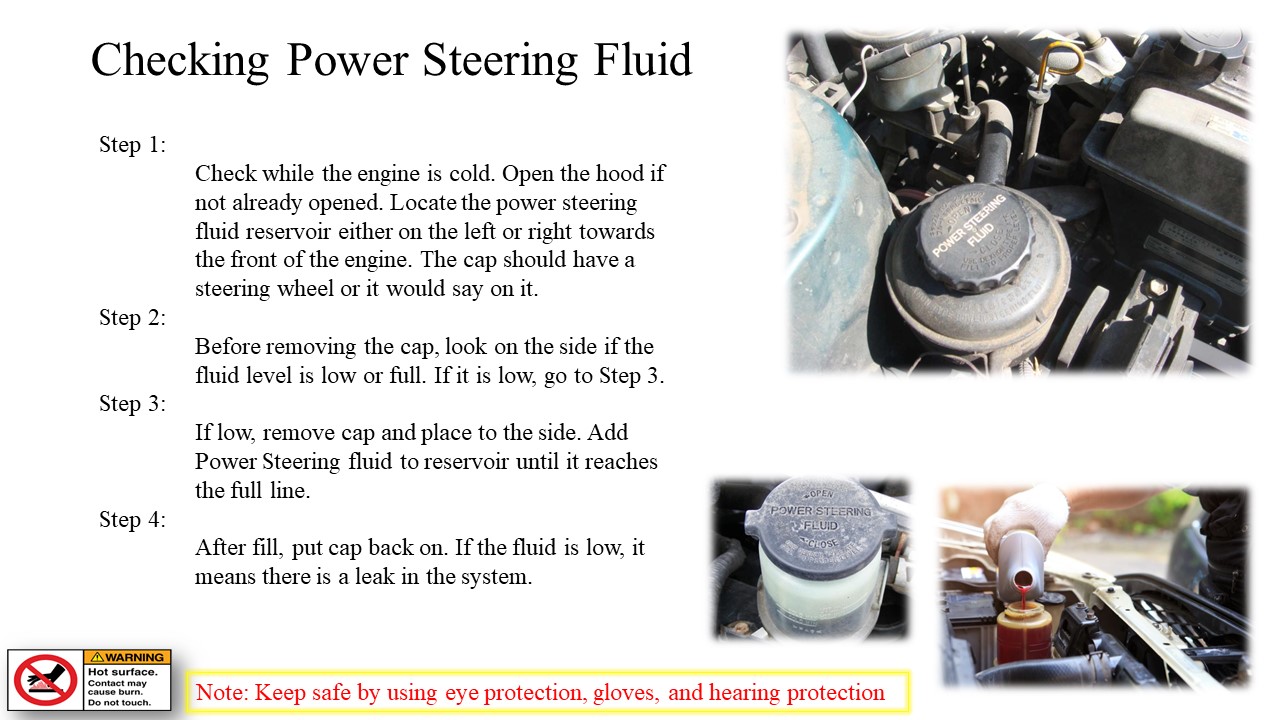 Checking Power Steering Fluid
Step 1:
Check while the engine is cold. Open the hood if
not already opened. Locate the power steering
fluid reservoir either on the left or right towards
the front of the engine. The cap should have a
steering wheel or it would say on it.
Step 2:
Before removing the cap, look on the side if the
fluid level is low or full. If it is low, go to Step 3.
Step 3:
If low, remove cap and place to the side. Add
Power Steering fluid to reservoir until it reaches
the full line.
Step 4:
After fill, put cap back on. If the fluid is low, it
means there is a leak in the system.
OPEN
POWER STEERING
FLUID
OPEN
POWER STEERING
FLUID
CLOSE
WARNING
Hot surface.
Contact may
cause burn.
Do not touch.
Note: Keep safe by using eye protection, gloves, and hearing protection